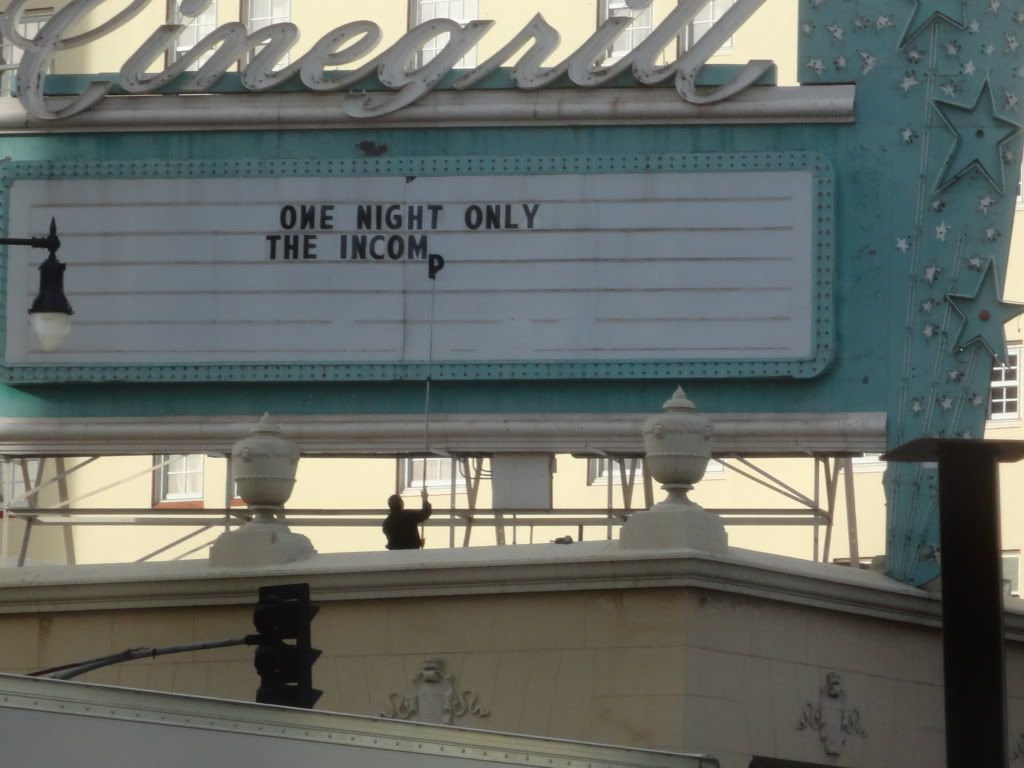 Cinegrill
ONE NIGHT ONLY
THE INCOMP